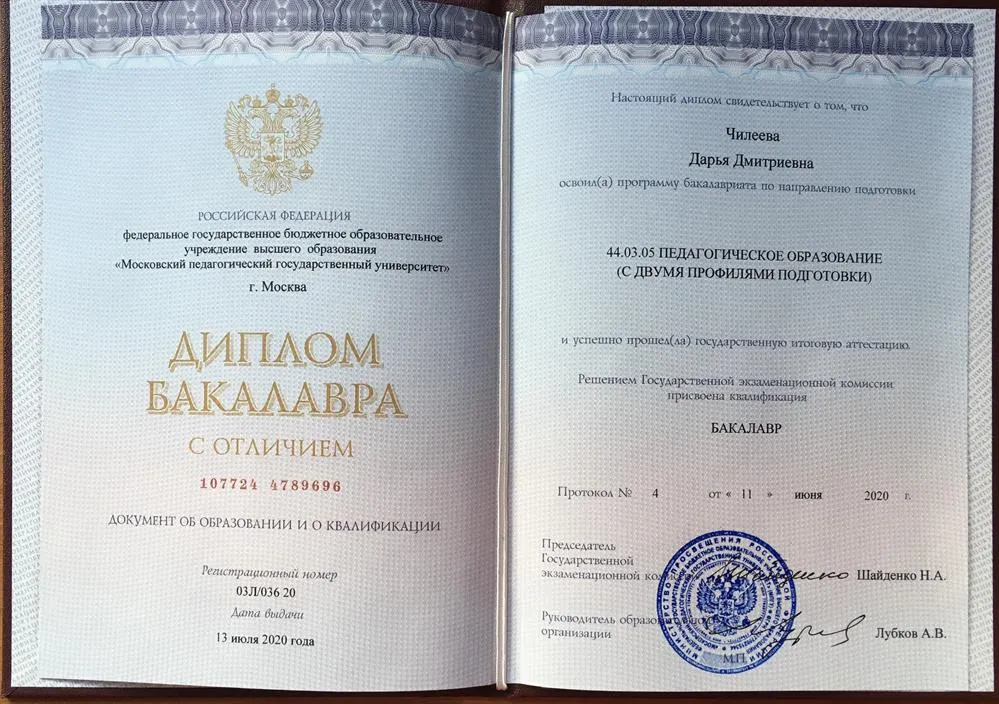 РОССИЙСКАЯ ФЕДЕРАЦИЯ
федеральное государственное бюджетное образовательное
учреждение высшего образования
«Московский педагогический государственный университет»
г. Москва
ДИПЛОМ
БАКАЛАВРА
С ОТЛИЧИЕМ
107724 4789696
ДОКУМЕНТ ОБ ОБРАЗОВАНИИ И О КВАЛИФИКАЦИИ
Регистрационный номер
03Л/036 20
Дата выдачи
13 июля 2020 года
Настоящий диплом свидетельствует о том, что
Чилеева
Дарья Дмитриевна
освоил(а) программу бакалавриата по направлению подготовки
44.03.05 ПЕДАГОГИЧЕСКОЕ ОБРАЗОВАНИЕ
(С ДВУМЯ ПРОФИЛЯМИ ПОДГОТОВКИ)
и успешно прошел(ла) государственную итоговую аттестацию.
Решением Государственной экзаменационной комиссии
присвоена квалификация
БАКАЛАВР
Протокол № 4 от « 11 » июня 2020 г.
Председатель
Государственной
экзаменационной Шайденко Н.А.
Руководитель
организации Лубков А.В.
М.П.